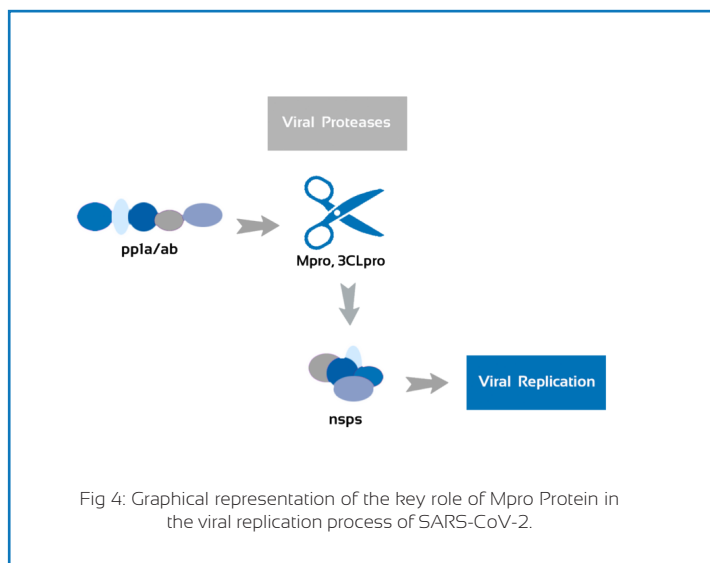 Viral Proteases
pp1a/ab
Mpro, 3CLpro
nsps
Viral Replication
Fig 4: Graphical representation of the key role of Mpro Protein in
the viral replication process of SARS-CoV-2.